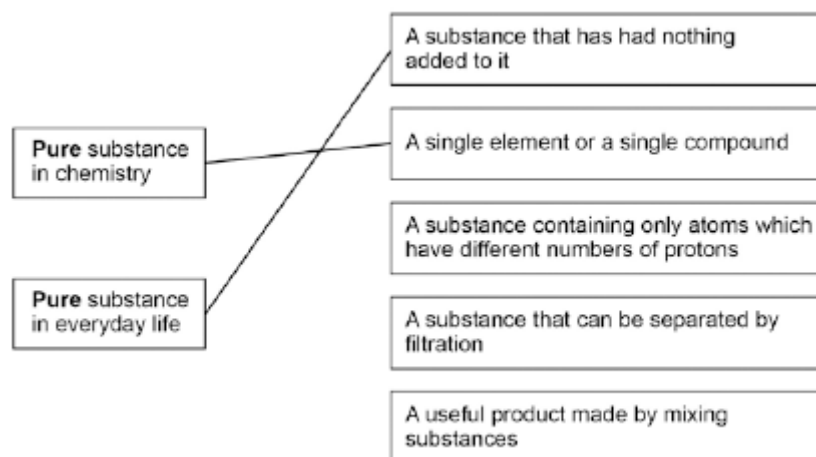 Pure substance
in chemistry
Pure substance
in everyday life
A substance that has had nothing
added to it
A single element or a single compound
A substance containing only atoms which
have different numbers of protons
A substance that can be separated by
filtration
A useful product made by mixing
substances